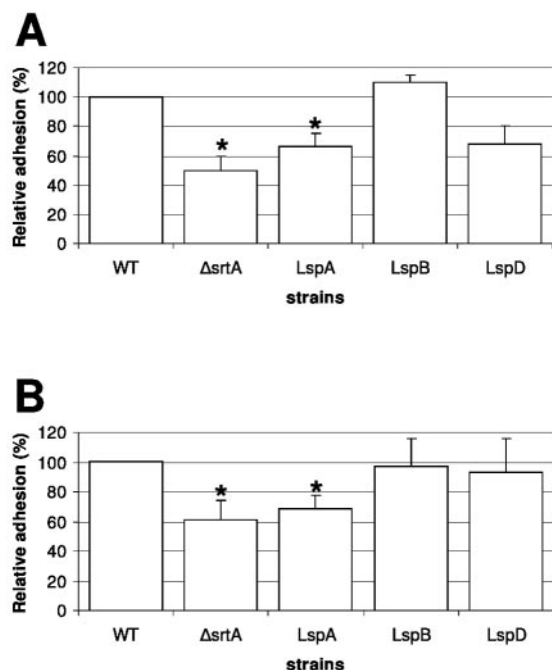 A
Relative adhesion (%)
120
100
80
60
40
20
0
*
*
WT ΔsrtA LspA LspB LspD
strains
B
Relative adhesion (%)
120
100
80
60
40
20
0
*
*
WT ΔsrtA LspA LspB LspD
strains